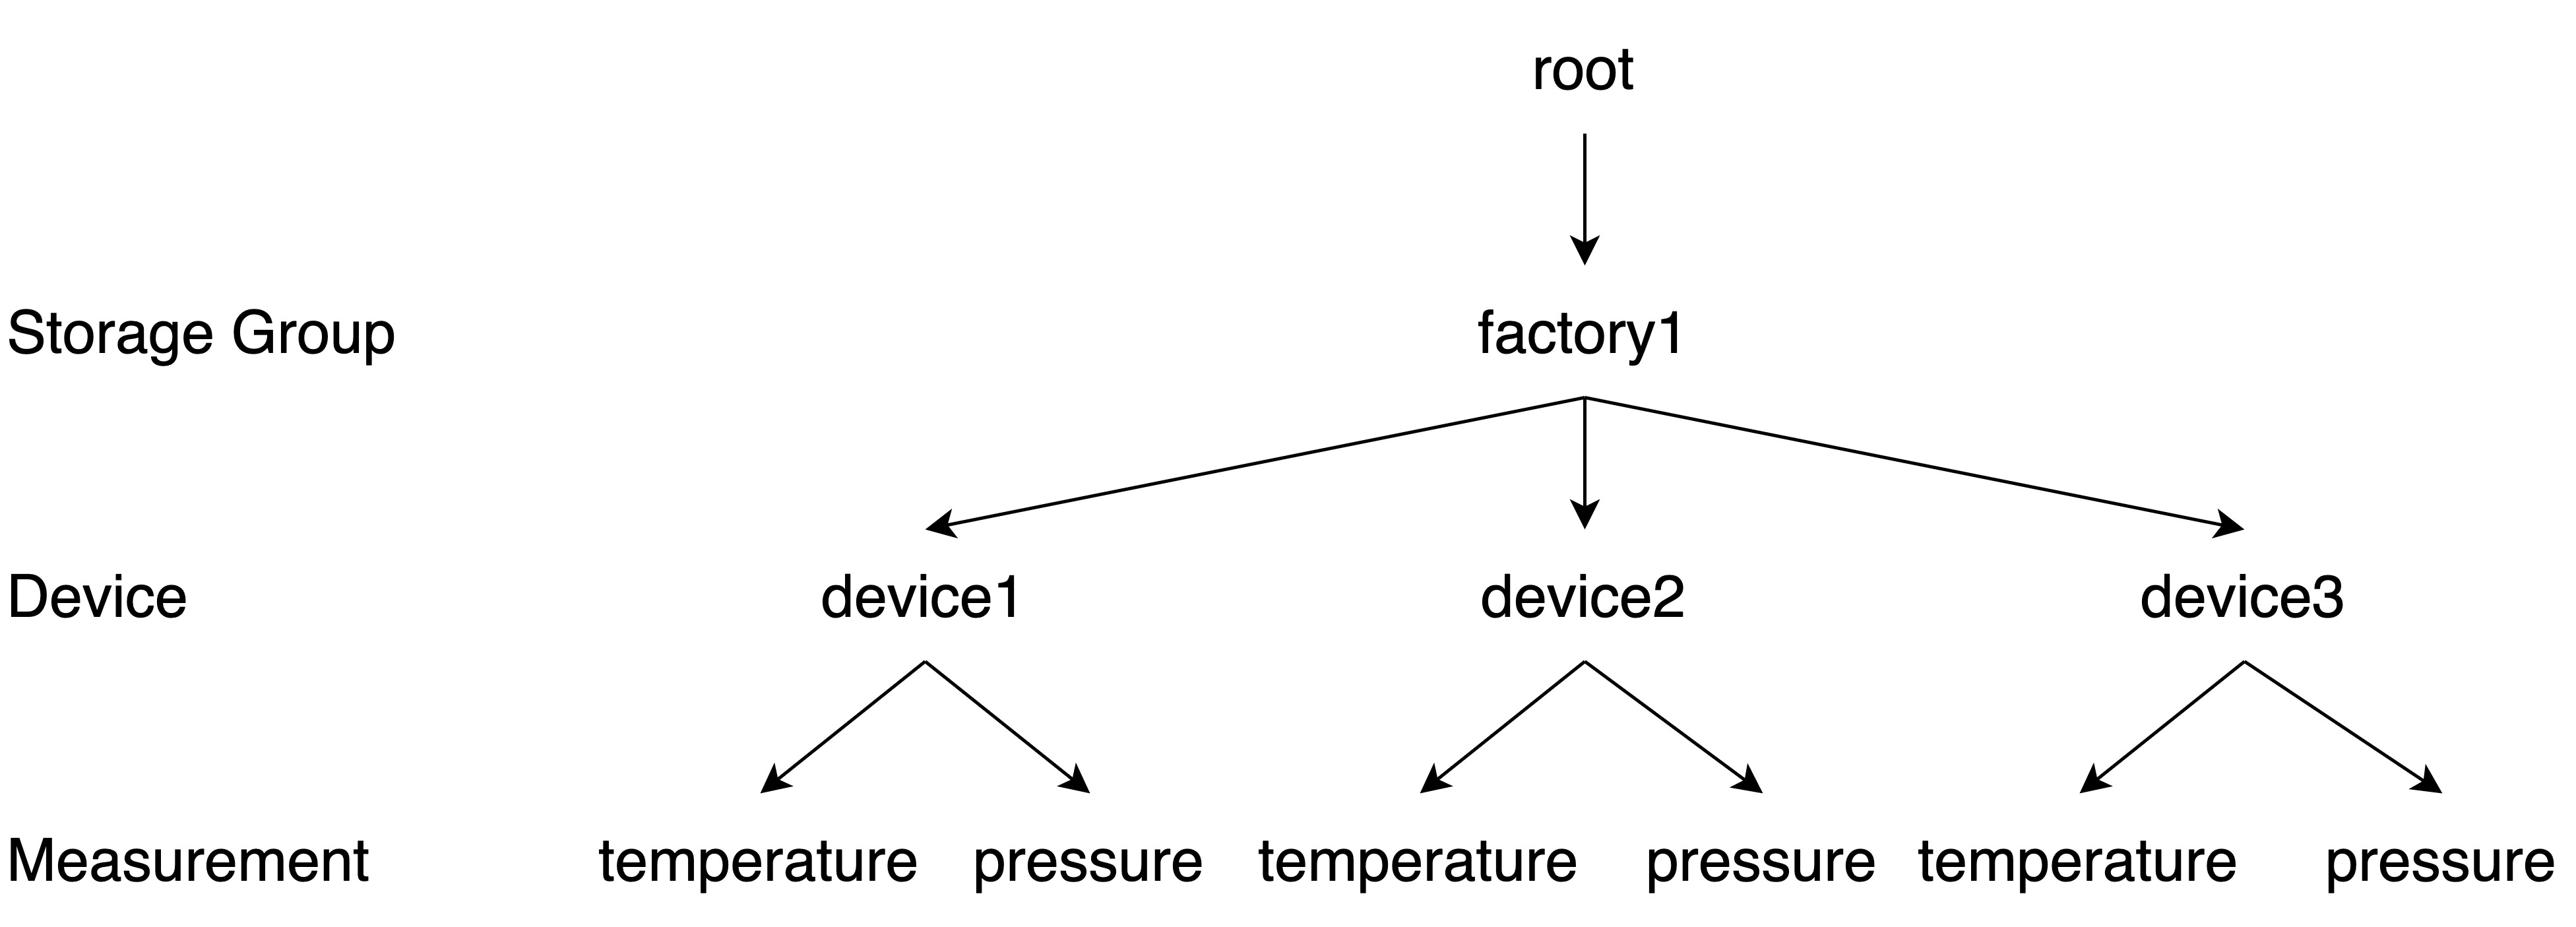 root
Storage Group factory1
Device device1 device2 device3
Measurement temperature pressure temperature pressure temperature pressure